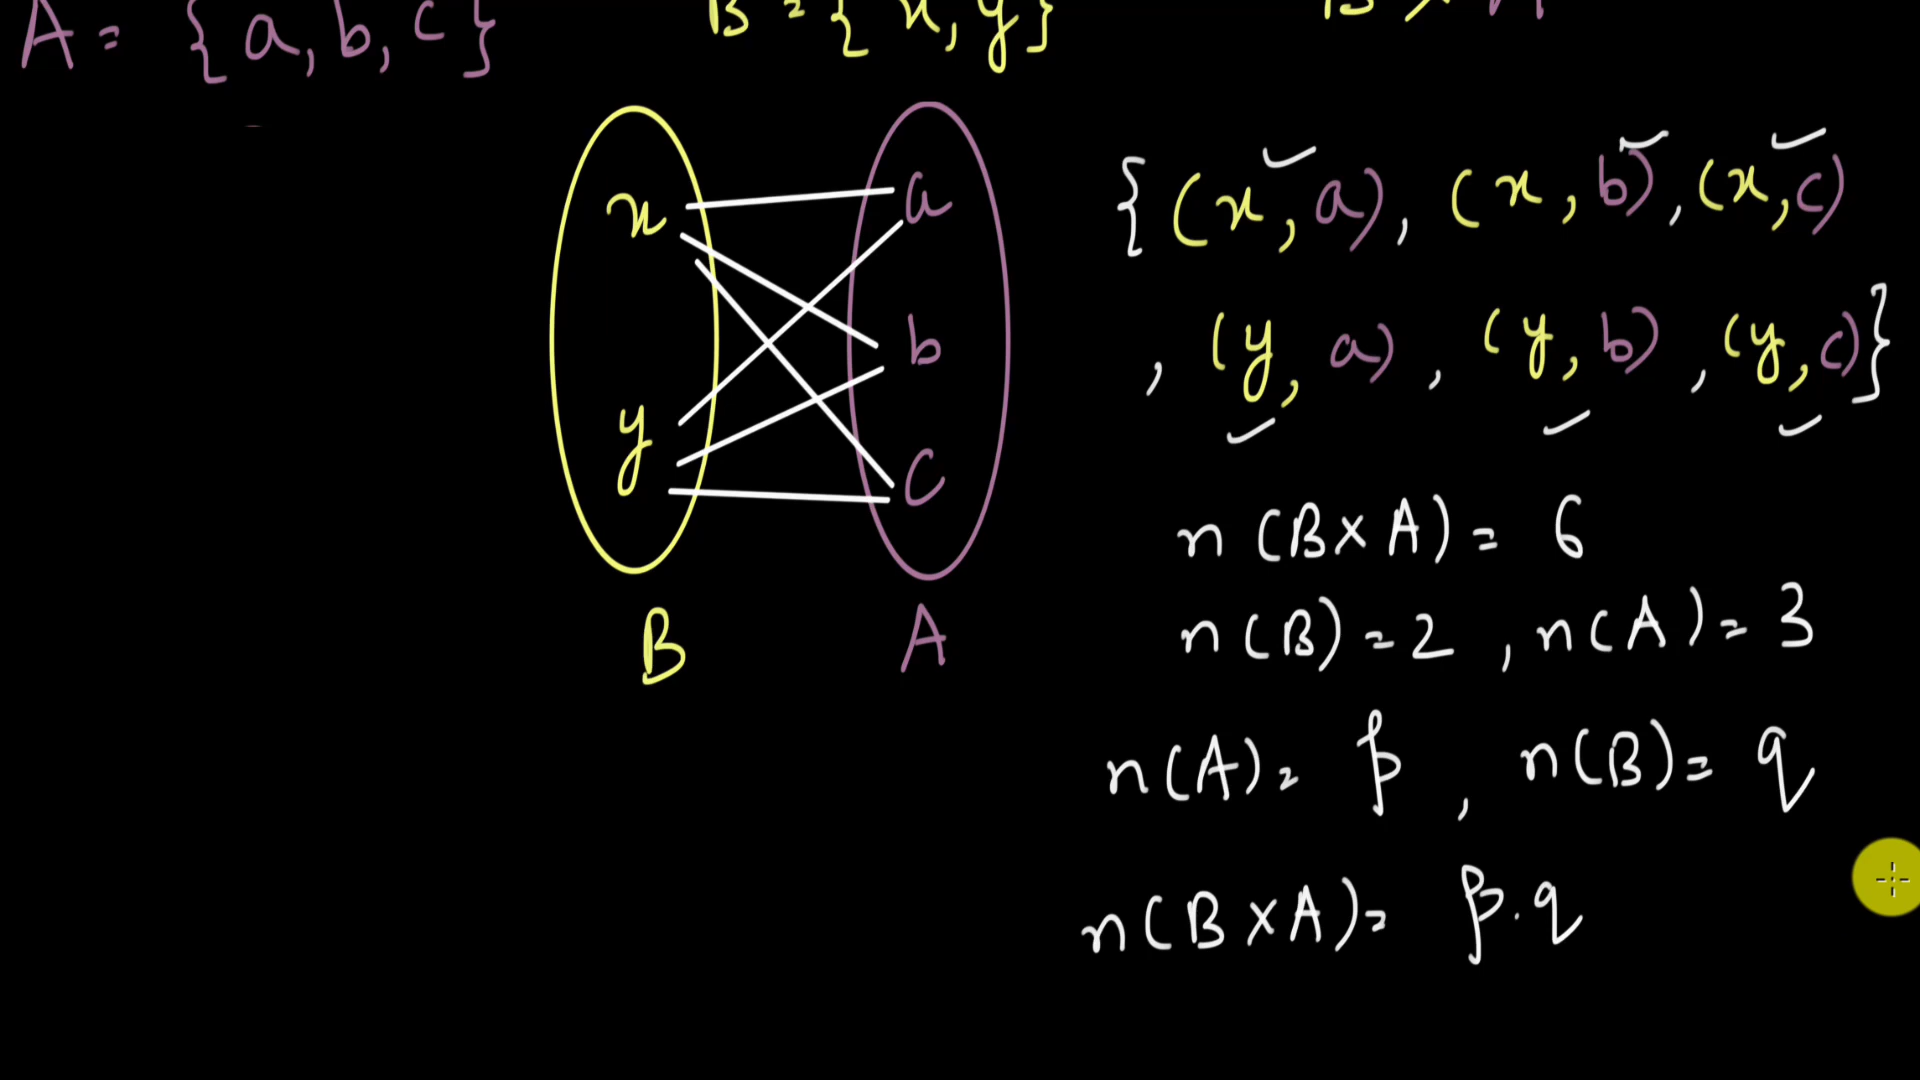 A = {a, b, c} B = {x, y} B × A
x a
y b
c
B A
{(x, a), (x, b), (x, c)
, (y, a), (y, b), (y, c)}
n(B×A) = 6
n(B) = 2, n(A) = 3
n(A) = p, n(B) = q
n(B×A) = p.q